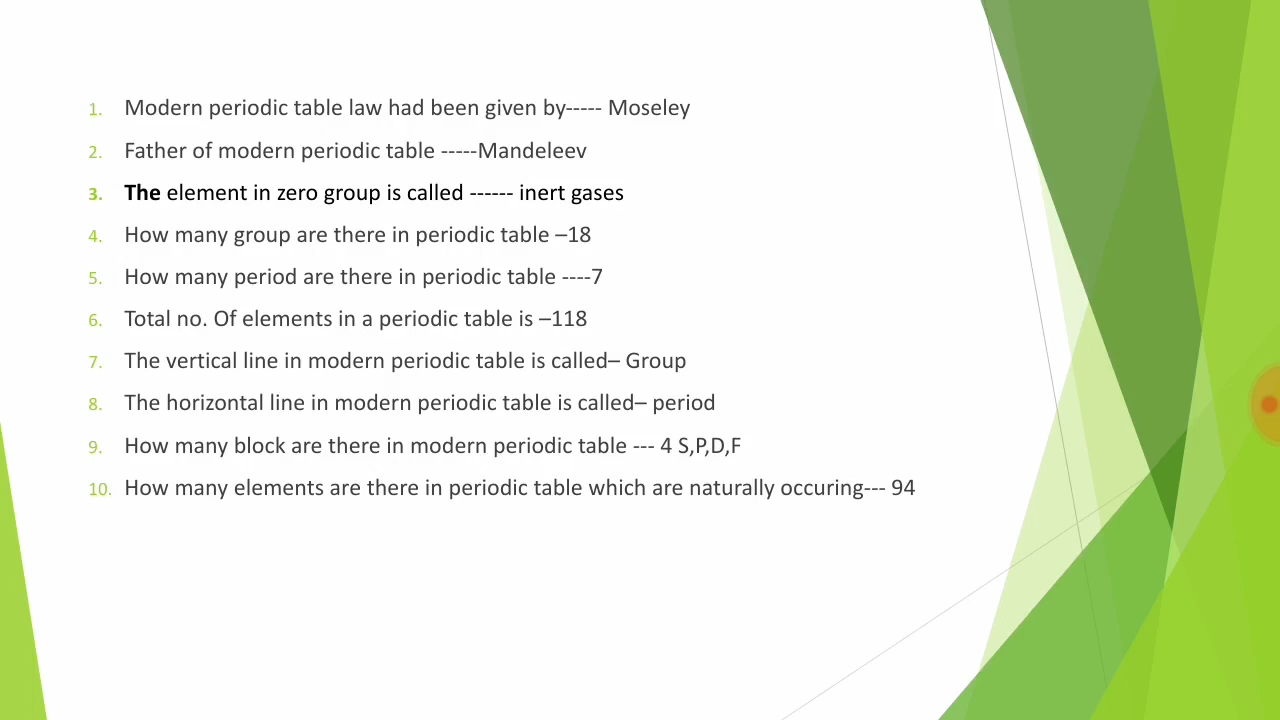 1. Modern periodic table law had been given by----- Moseley
2. Father of modern periodic table -----Mandeleev
3. The element in zero group is called ------ inert gases
4. How many group are there in periodic table –18
5. How many period are there in periodic table ----7
6. Total no. Of elements in a periodic table is –118
7. The vertical line in modern periodic table is called– Group
8. The horizontal line in modern periodic table is called– period
9. How many block are there in modern periodic table --- 4 S,P,D,F
10. How many elements are there in periodic table which are naturally occuring--- 94